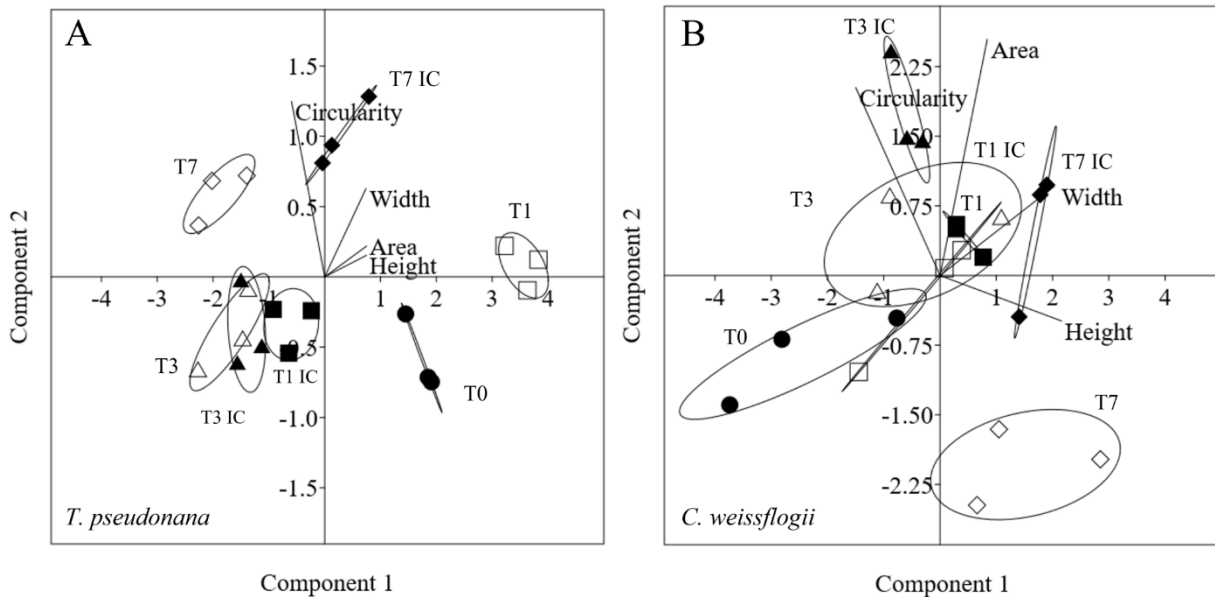 A
1.5
T7 IC
Circularity
1.0
T7
0.5
Width
T1
Area
Height
-4 -3 -2 -1 1 2 3 4
-0.5
T3
T1 IC
T0
T3 IC
-1.0
-1.5
T. pseudonana
Component 2
Component 1
B
T3 IC
Area
2.25
Circularity
1.50
T1 IC
T7 IC
T3
0.75
T1
Width
-4 -3 -2 -1 1 2 3 4
Height
T0
-0.75
-1.50
T7
-2.25
C. weissflogii
Component 2
Component 1